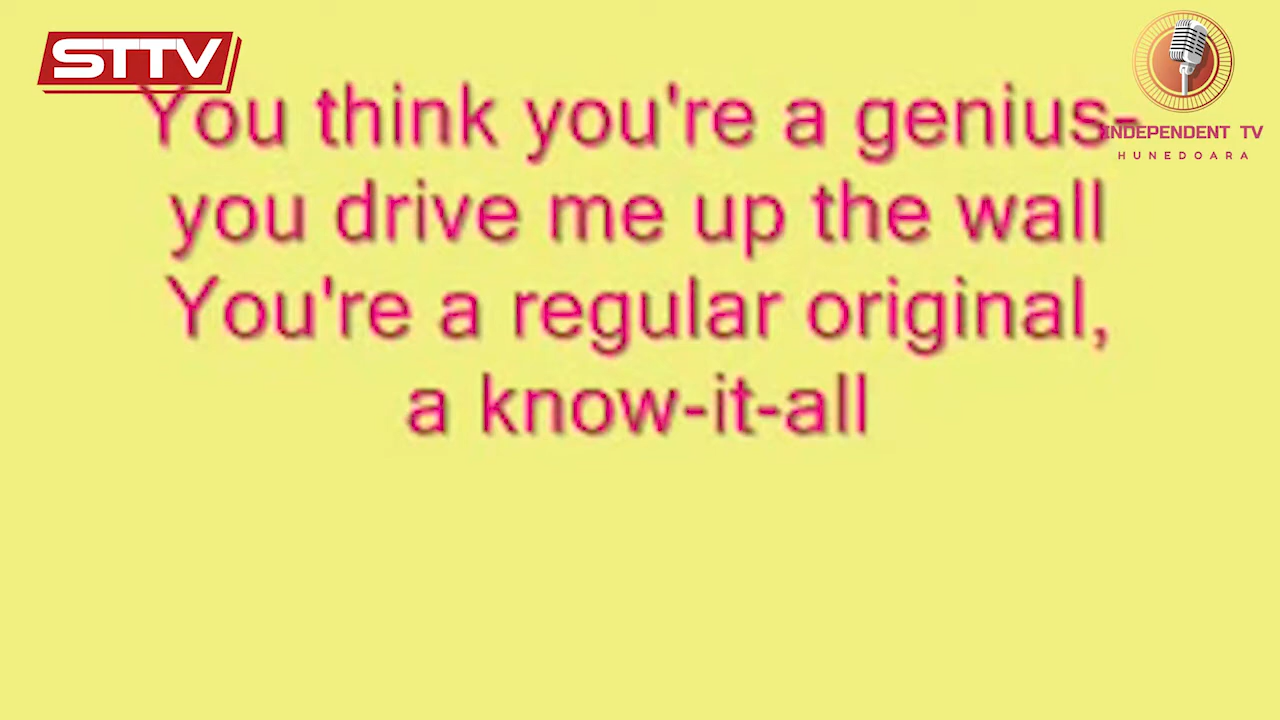 STTV
You think you're a genius-
INDEPENDENT TV
HUNEDOARA
you drive me up the wall
You're a regular original,
a know-it-all